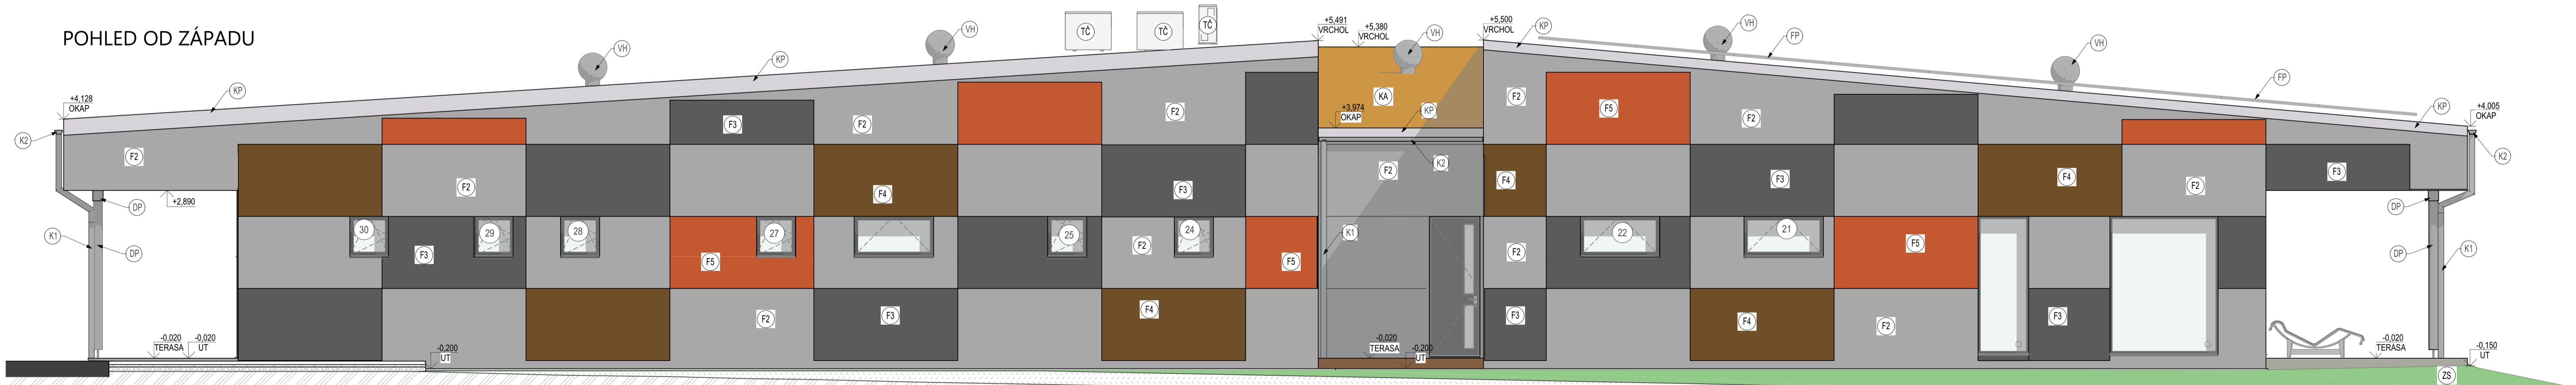 POHLED OD ZÁPADU
VH
VH
TČ
TČ
TČ
+5,491
VRCHOL
+5,380
VRCHOL
VH
+5,500
VRCHOL
KP
VH
FP
VH
FP
KP
KP
+4,128
OKAP
K2
KA
+3,974
OKAP
KP
K2
KP
+4,005
OKAP
K2
F2
F3
F2
F2
F2
F5
F2
F2
F4
F3
F2
F4
F3
F4
F2
F3
+2,890
DP
K1
DP
30
29
28
27
25
24
F3
F5
F2
F5
K1
F2
22
21
F5
DP
DP
K1
F2
F3
F4
F3
F4
F2
F3
-0,020
TERASA
-0,020
UT
-0,200
UT
-0,020
TERASA
-0,200
UT
-0,020
TERASA
-0,150
UT
ZS